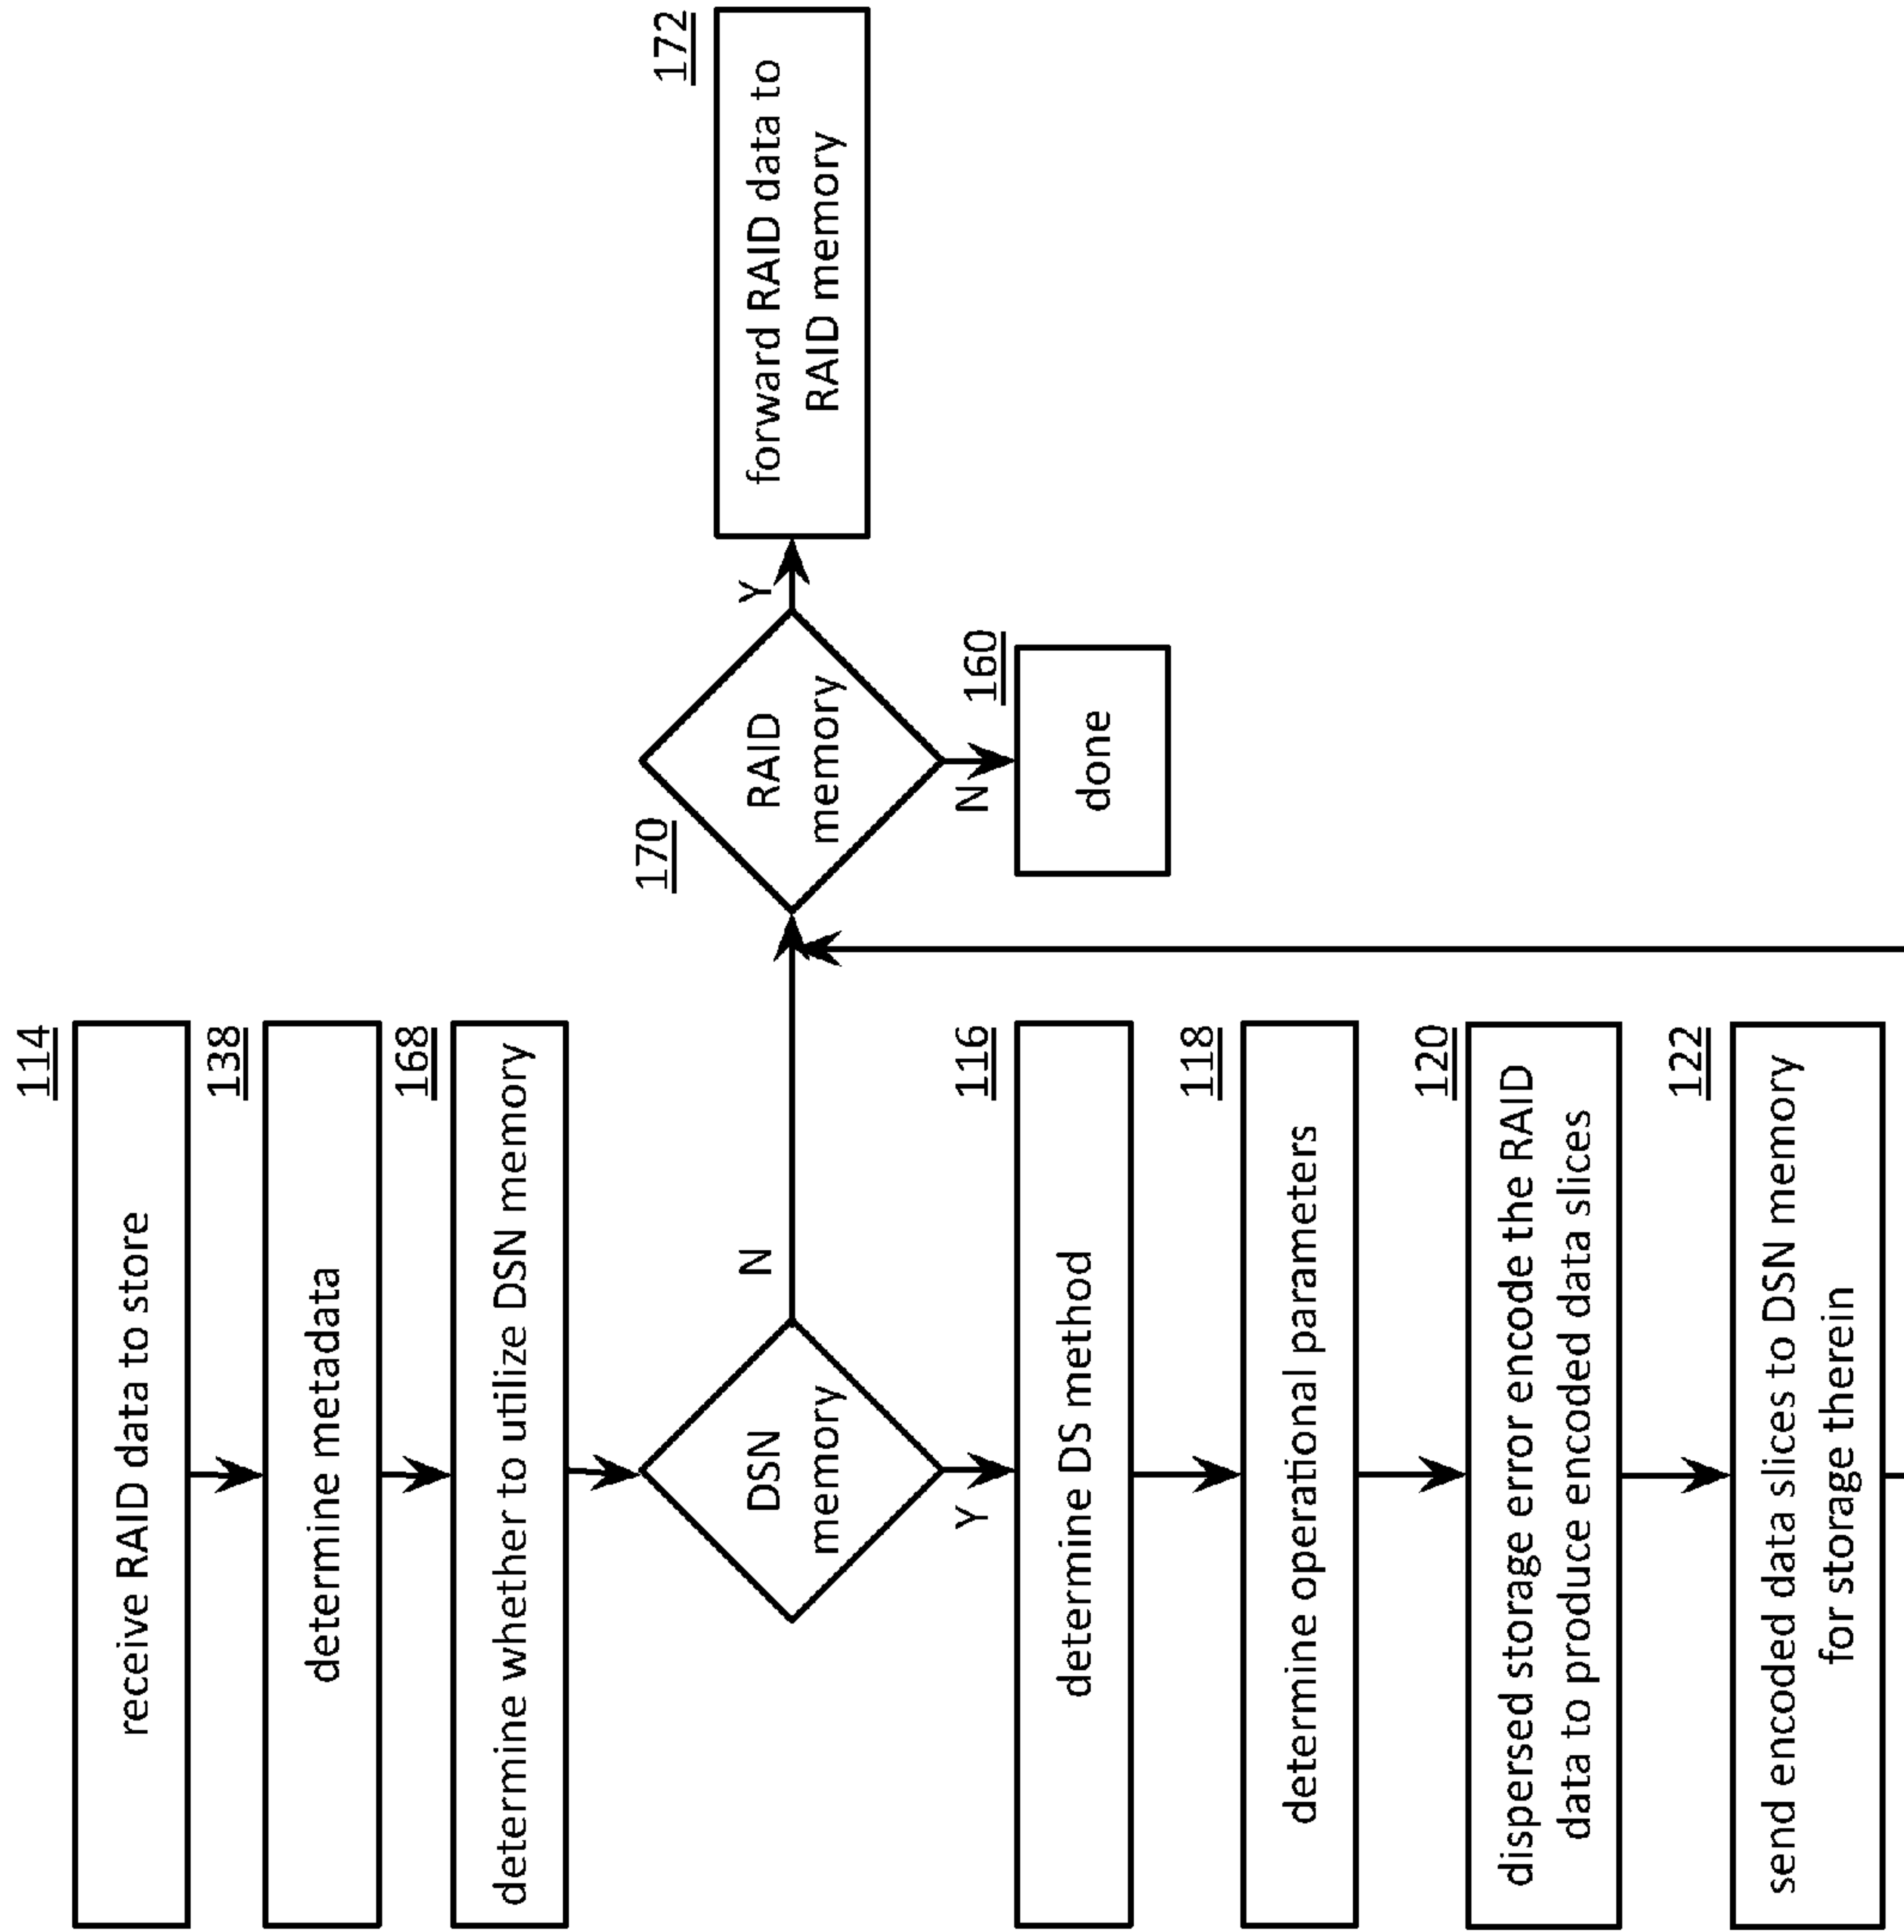 114
receive RAID data to store
138
determine metadata
168
determine whether to utilize DSN memory
DSN
memory
N
Y
116
determine DS method
118
determine operational parameters
120
dispersed storage error encode the RAID
data to produce encoded data slices
122
send encoded data slices to DSN memory
for storage therein
170
RAID
memory
Y
N
172
forward RAID data to
RAID memory
160
done